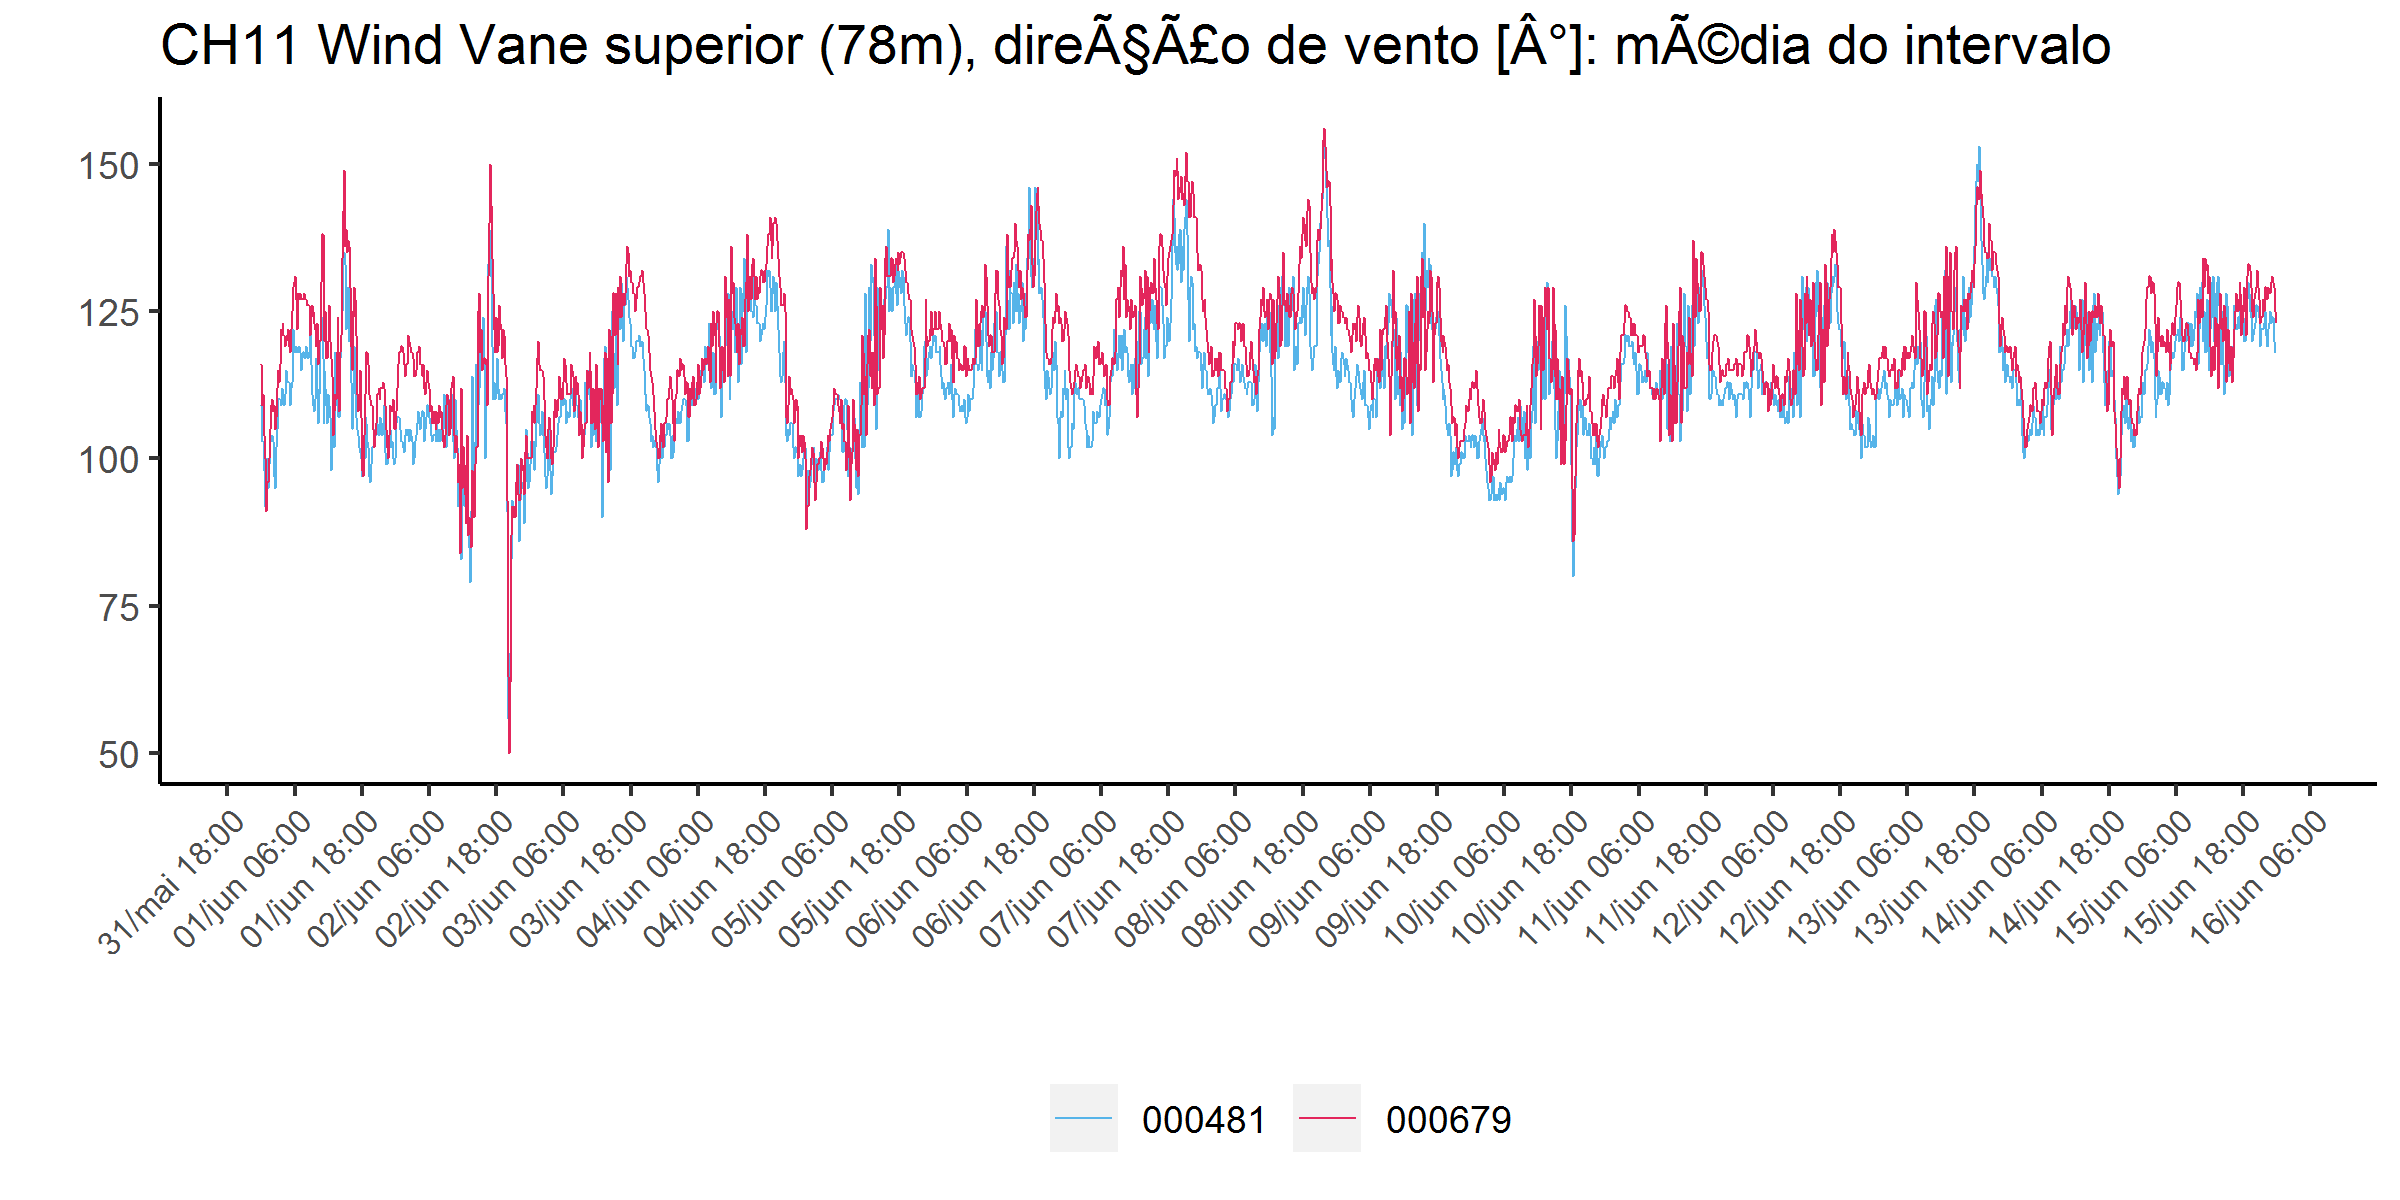 CH11 Wind Vane superior (78m), direÃ§Ã£o de vento [Â°]: mÃ©dia do intervalo
150
125
100
75
50
31/mai 18:00
01/jun 06:00
01/jun 18:00
02/jun 06:00
02/jun 18:00
03/jun 06:00
03/jun 18:00
04/jun 06:00
04/jun 18:00
05/jun 06:00
05/jun 18:00
06/jun 06:00
06/jun 18:00
07/jun 06:00
07/jun 18:00
08/jun 06:00
08/jun 18:00
09/jun 06:00
09/jun 18:00
10/jun 06:00
10/jun 18:00
11/jun 06:00
11/jun 18:00
12/jun 06:00
12/jun 18:00
13/jun 06:00
13/jun 18:00
14/jun 06:00
14/jun 18:00
15/jun 06:00
15/jun 18:00
16/jun 06:00
000481
000679